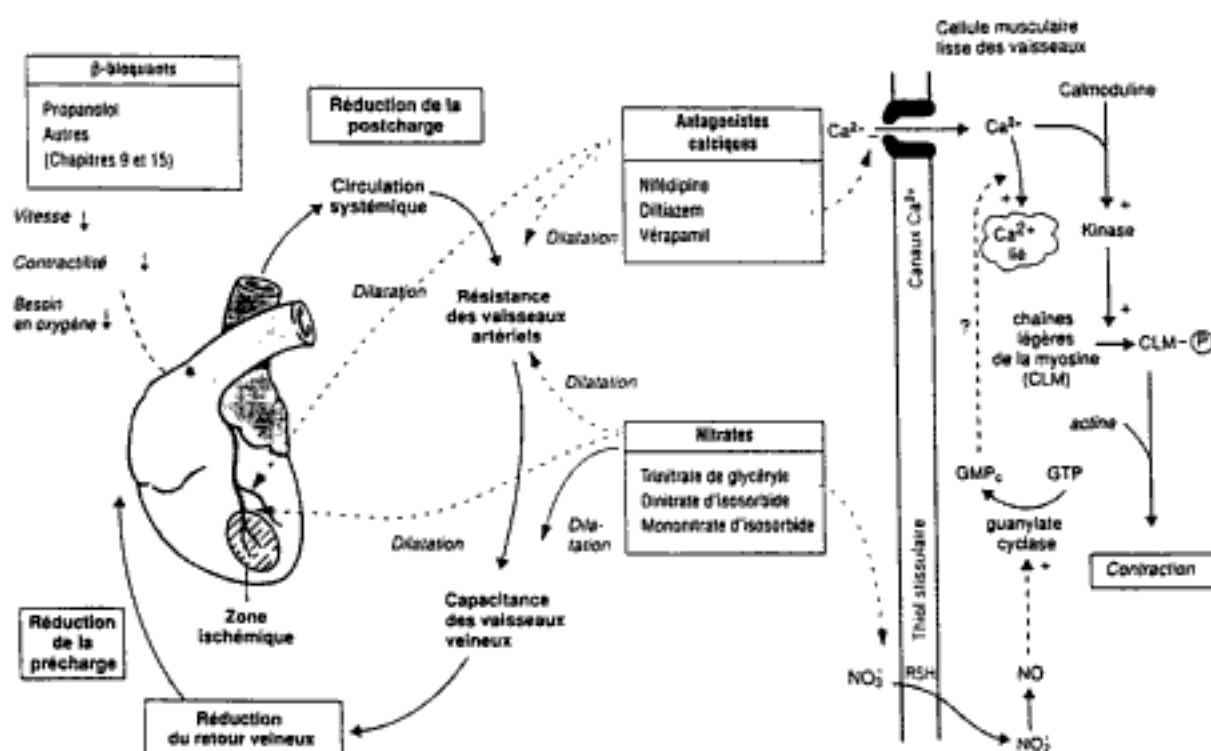 β-bloquants
Propanolol
Autres
(Chapitres 9 et 15)
Vitesse ↓
Contractilité ↓
Besoin
en oxygène ↓
Réduction de la
postcharge
Circulation
systémique
Dilatation
Dilatation
Résistance
des vaisseaux
artériels
Dilatation
Dilatation
Dila-
tation
Zone
ischémique
Capacitance
des vaisseaux
veineux
Réduction
de la
précharge
Réduction
du retour veineux
Antagonistes
calciques
Nifédipine
Diltiazem
Vérapamil
Nitrates
Trinitrate de glycéryle
Dinitrate d'isosorbide
Mononitrate d'isosorbide
Cellule musculaire
lisse des vaisseaux
Calmoduline
Ca²⁺
Ca²⁺
+
Ca²⁺
lié
+
Kinase
Canaux Ca²⁺
?
+
chaînes
légères
de la myosine
(CLM)
CLM-P
actine
GMPc
GTP
guanylate
cyclase
+
Contraction
Thiol stissulaire
RSH
NO